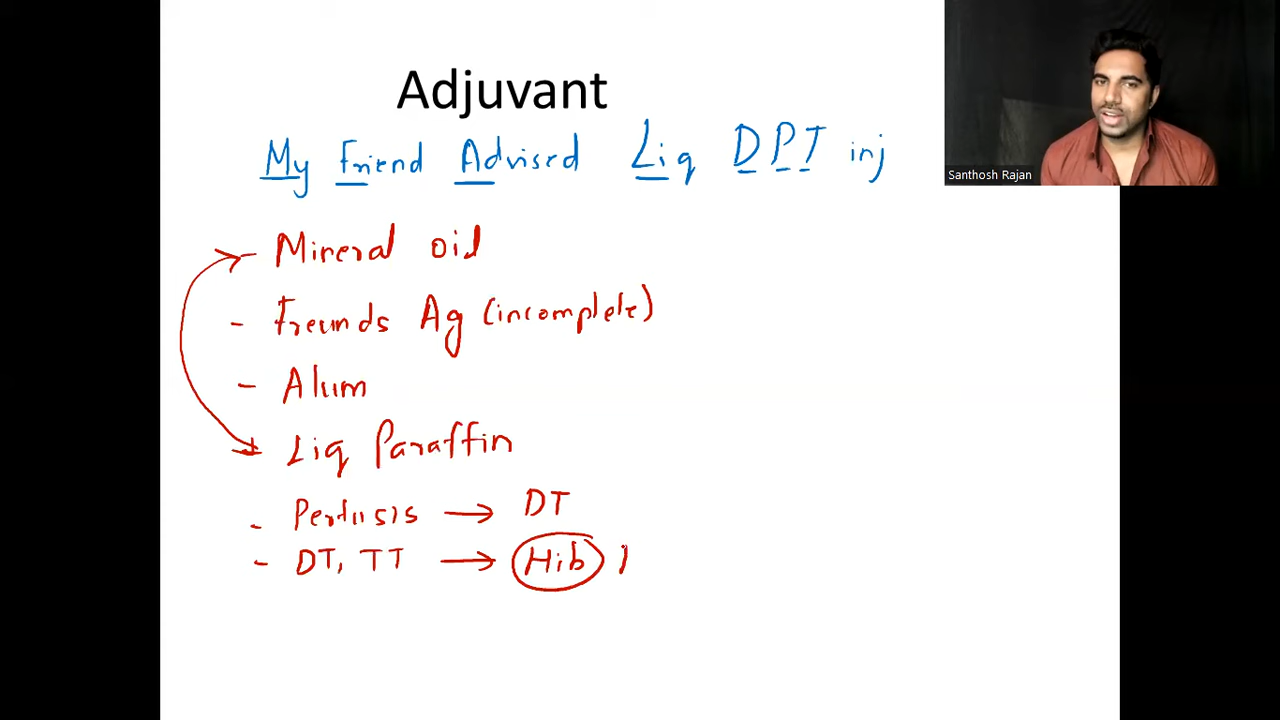 Adjuvant
My Friend Advised Liq DPT inj
Santhosh Rajan
- Mineral oil
- Freunds Ag (incomplete)
- Alum
- Liq Paraffin
- Pertusis → DT
- DT, TT → Hib